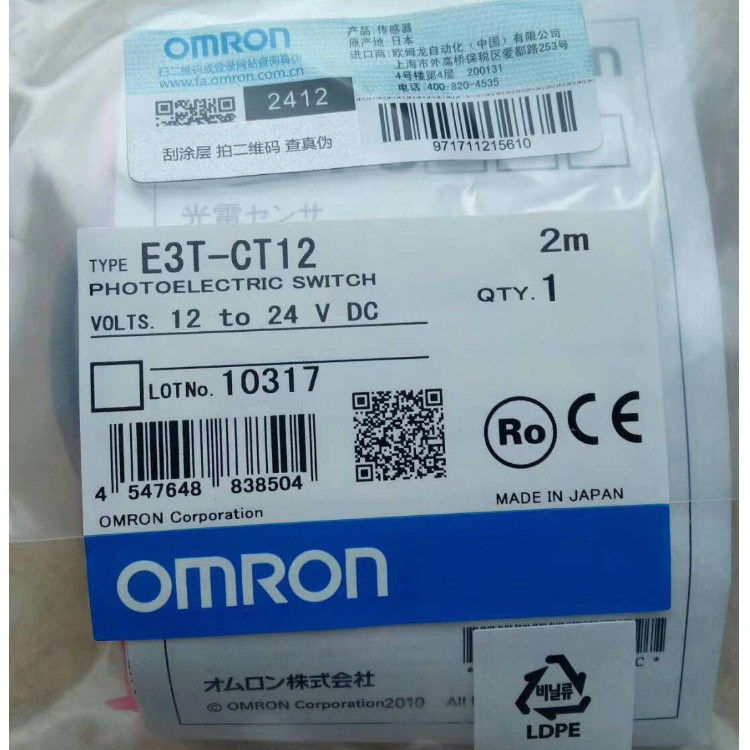 OMRON
扫二维码或登录网站查询真伪
www.fa.omron.com.cn
2412
刮涂层 拍二维码 查真伪
产品: 传感器
原产地: 日本
进口商: 欧姆龙自动化（中国）有限公司
上海市外高桥保税区爱都路253号
4号楼第4层 200131
电话: 400-820-4535
971711215610
光電センサ
TYPE E3T-CT12
2m
PHOTOELECTRIC SWITCH
QTY. 1
VOLTS. 12 to 24 V DC
LOTNo. 10317
4 547648 838504
Ro
CE
OMRON Corporation
MADE IN JAPAN
OMRON
オムロン株式会社
© OMRON Corporation2010 All
비닐류
LDPE